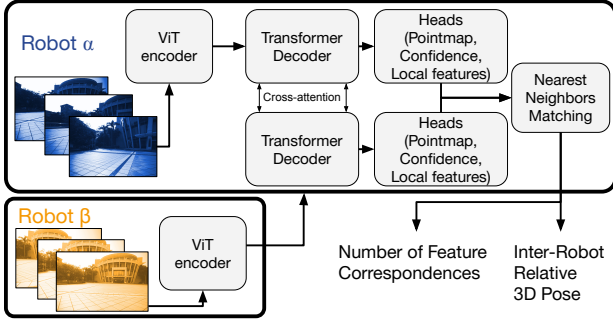 Robot α
ViT
encoder
Transformer
Decoder
Heads
(Pointmap,
Confidence,
Local features)
Cross-attention
Nearest
Neighbors
Matching
Transformer
Decoder
Heads
(Pointmap,
Confidence,
Local features)
Robot β
ViT
encoder
Number of Feature
Correspondences
Inter-Robot
Relative
3D Pose